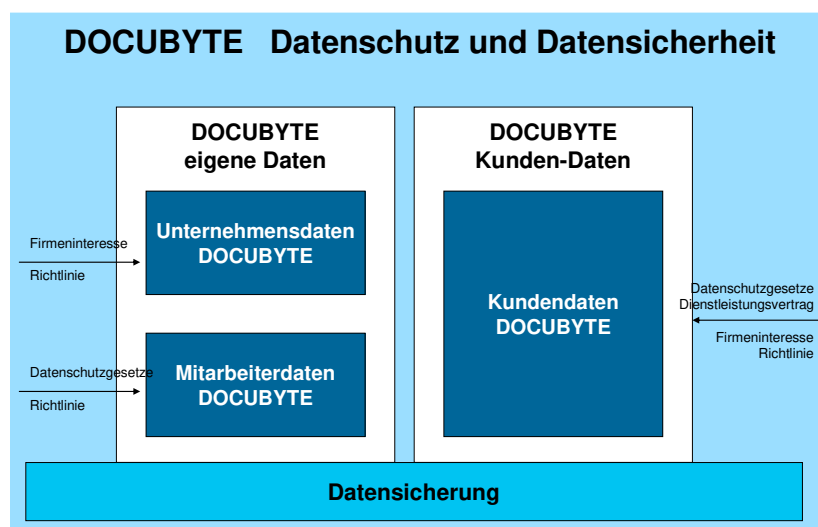 DOCUBYTE Datenschutz und Datensicherheit
DOCUBYTE
eigene Daten
Unternehmensdaten
DOCUBYTE
Firmeninteresse
Richtlinie
Mitarbeiterdaten
DOCUBYTE
Datenschutzgesetze
Richtlinie
DOCUBYTE
Kunden-Daten
Kundendaten
DOCUBYTE
Datenschutzgesetze
Dienstleistungsvertrag
Firmeninteresse
Richtlinie
Datensicherung